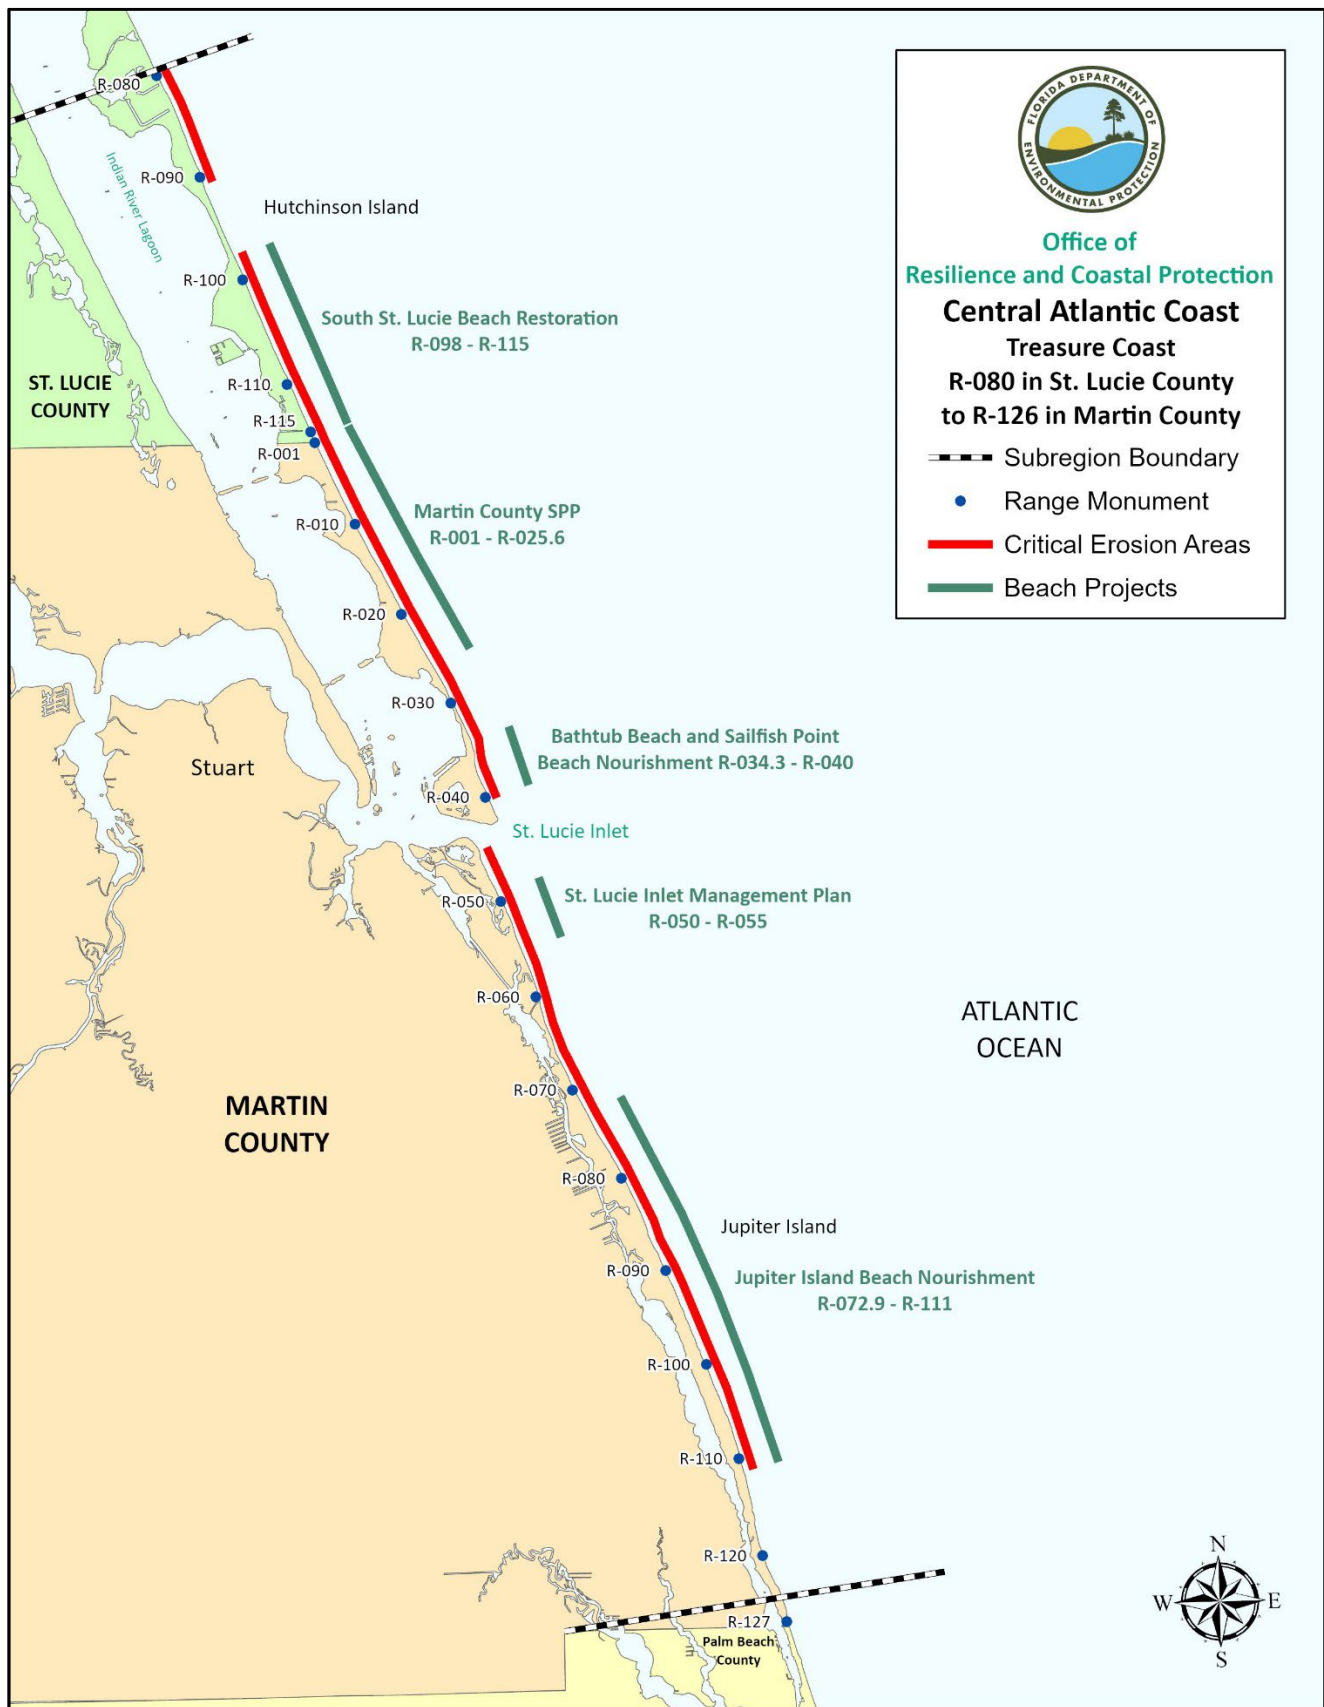 FLORIDA DEPARTMENT OF
ENVIRONMENTAL PROTECTION
Office of
Resilience and Coastal Protection
Central Atlantic Coast
Treasure Coast
R-080 in St. Lucie County
to R-126 in Martin County
Subregion Boundary
Range Monument
Critical Erosion Areas
Beach Projects
R-080
Indian River Lagoon
R-090
Hutchinson Island
R-100
South St. Lucie Beach Restoration
R-098 - R-115
ST. LUCIE
COUNTY
R-110
R-115
R-001
Martin County SPP
R-001 - R-025.6
R-010
R-020
R-030
Bathtub Beach and Sailfish Point
Beach Nourishment R-034.3 - R-040
Stuart
R-040
St. Lucie Inlet
St. Lucie Inlet Management Plan
R-050 - R-055
R-050
R-060
ATLANTIC
OCEAN
R-070
MARTIN
COUNTY
R-080
Jupiter Island
R-090
Jupiter Island Beach Nourishment
R-072.9 - R-111
R-100
R-110
R-120
R-127
Palm Beach
County
N
W
E
S